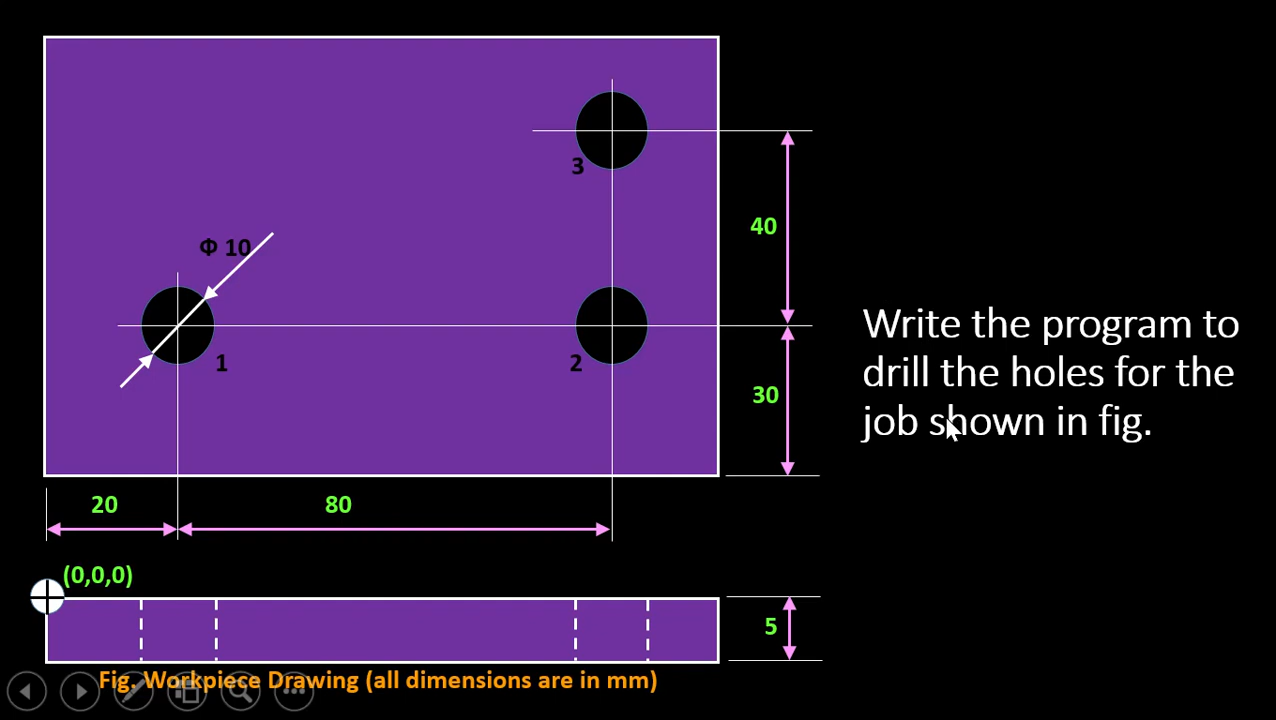 3
Φ 10
40
1
2
Write the program to
drill the holes for the
job shown in fig.
30
20
80
(0,0,0)
5
Fig. Workpiece Drawing (all dimensions are in mm)